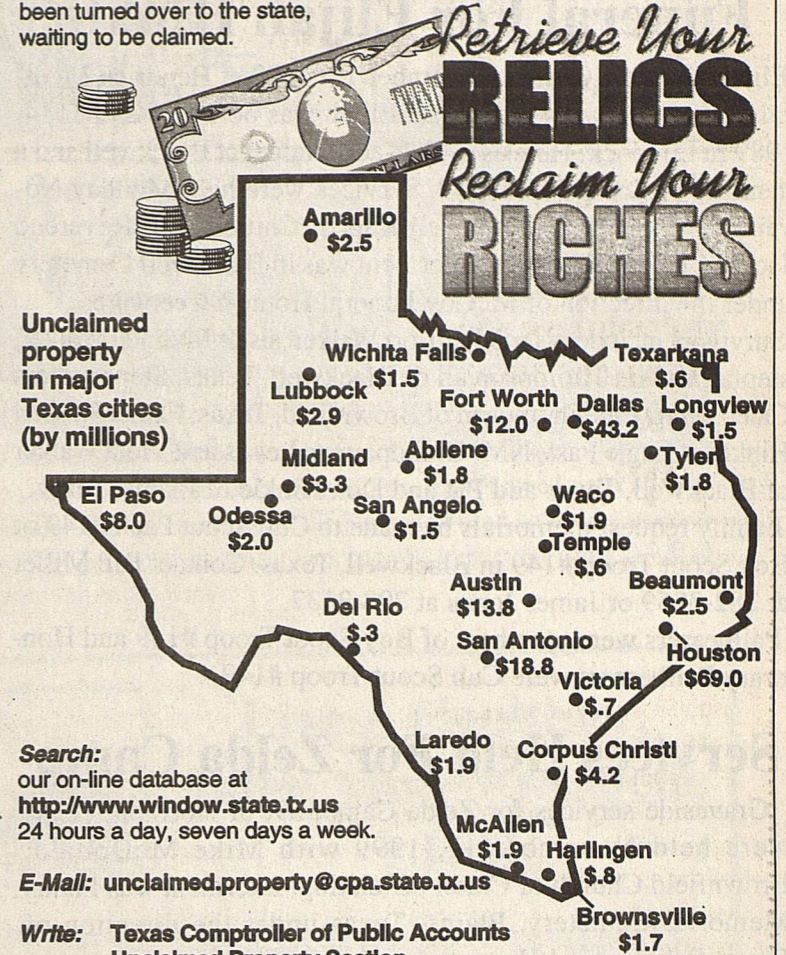 been turned over to the state,
waiting to be claimed.
Retrieve Your
RELICS
Reclaim Your
RICHES
20
Unclaimed
property
in major
Texas cities
(by millions)
Amarillo
$2.5
Wichita Falls
$1.5
Texarkana
$.6
Lubbock
$2.9
Fort Worth
$12.0
Dallas
$43.2
Longview
$1.5
Tyler
$1.8
Abilene
$1.8
Midland
$3.3
El Paso
$8.0
Odessa
$2.0
San Angelo
$1.5
Waco
$1.9
Temple
$.6
Austin
$13.8
Beaumont
$2.5
Del Rio
$.3
San Antonio
$18.8
Houston
$69.0
Victoria
$.7
Laredo
$1.9
Corpus Christi
$4.2
McAllen
$1.9
Harlingen
$.8
Brownsville
$1.7
Search:
our on-line database at
http://www.window.state.tx.us
24 hours a day, seven days a week.
E-Mail: unclaimed.property@cpa.state.tx.us
Write: Texas Comptroller of Public Accounts
Unclaimed Property Section